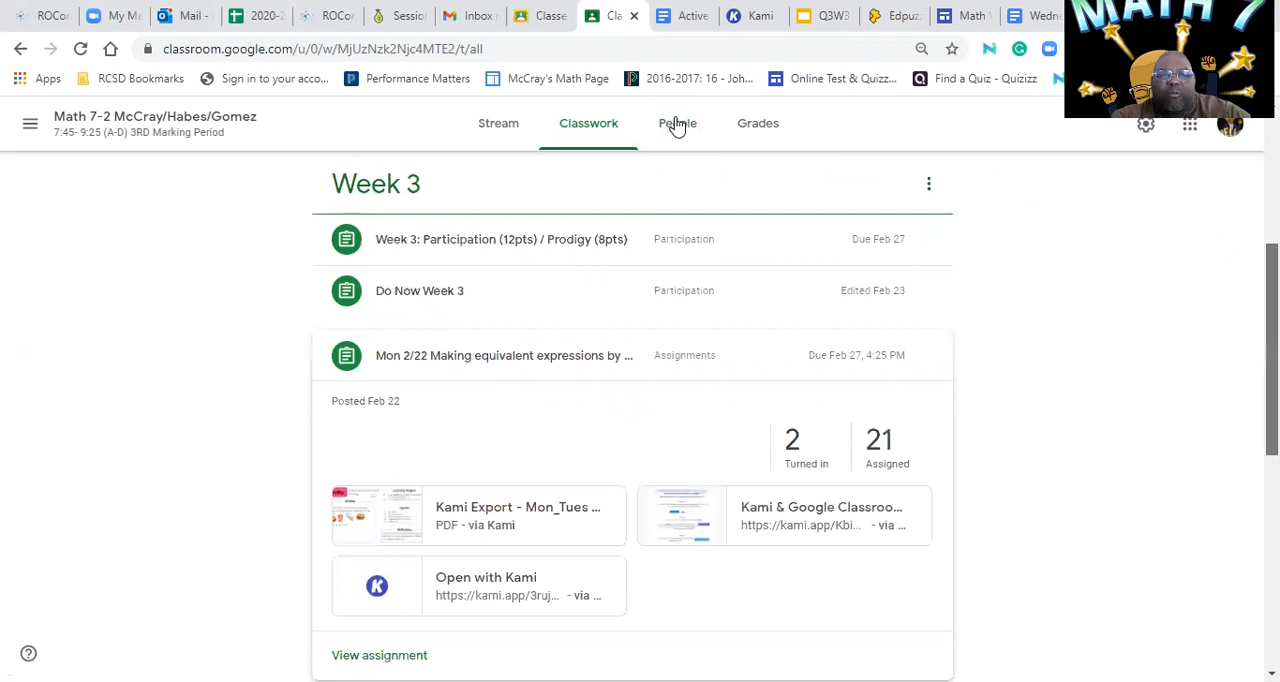 ROCon
My Ma
Mail -
2020-2
ROCon
Sessio
Inbox
Classe
Cla
Active
Kami
Q3W3
Edpuz
Math
Wedne
classroom.google.com/u/0/w/MjUzNzk2Njc4MTE2/t/all
Apps
RCSD Bookmarks
Sign in to your acco...
Performance Matters
McCray's Math Page
2016-2017: 16 - Joh...
Online Test & Quizz...
Find a Quiz - Quizizz
MATH 7
Math 7-2 McCray/Habes/Gomez
7:45- 9:25 (A-D) 3RD Marking Period
Stream
Classwork
People
Grades
Week 3
Week 3: Participation (12pts) / Prodigy (8pts)
Participation
Due Feb 27
Do Now Week 3
Participation
Edited Feb 23
Mon 2/22 Making equivalent expressions by ...
Assignments
Due Feb 27, 4:25 PM
Posted Feb 22
2
Turned in
21
Assigned
Kami Export - Mon_Tues ...
PDF - via Kami
Kami & Google Classroo...
https://kami.app/Kbi... - via ...
Open with Kami
https://kami.app/3ruj... - via ...
View assignment